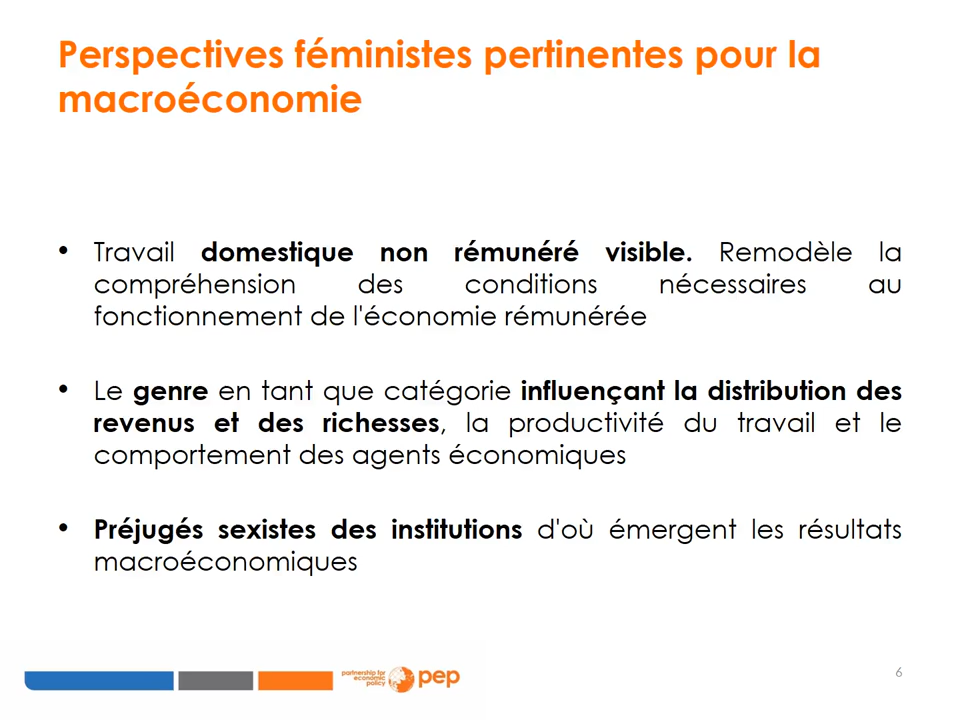 Perspectives féministes pertinentes pour la
macroéconomie
• Travail domestique non rémunéré visible. Remodèle la
compréhension des conditions nécessaires au
fonctionnement de l'économie rémunérée
• Le genre en tant que catégorie influençant la distribution des
revenus et des richesses, la productivité du travail et le
comportement des agents économiques
• Préjugés sexistes des institutions d'où émergent les résultats
macroéconomiques
partnership for
economic
policy
pep
6